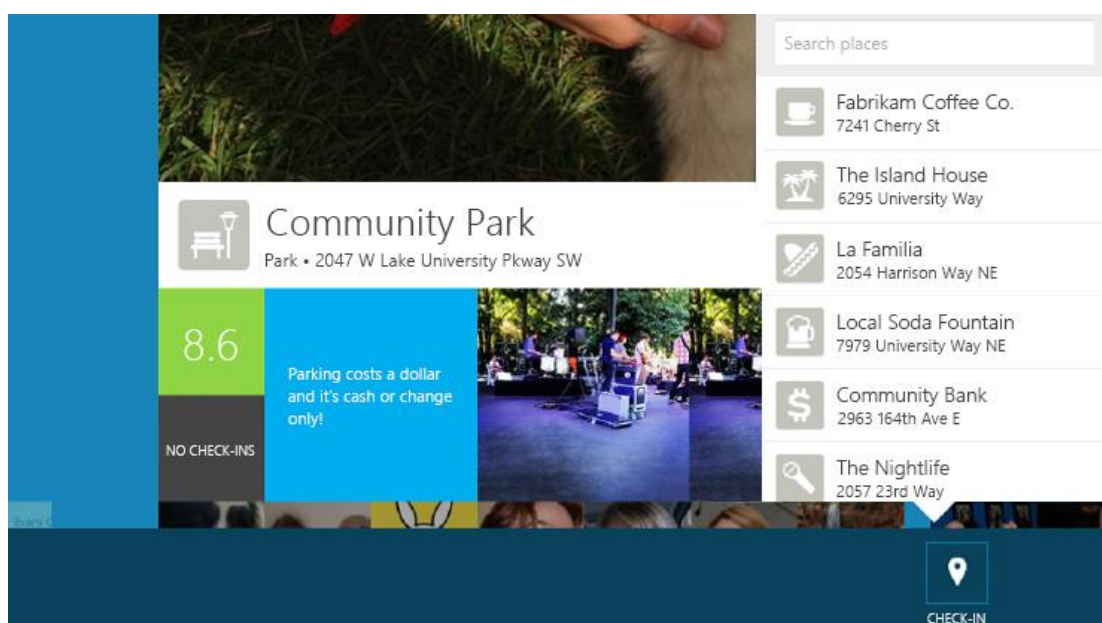 Search places
Fabrikam Coffee Co.
7241 Cherry St
The Island House
6295 University Way
La Familia
2054 Harrison Way NE
Local Soda Fountain
7979 University Way NE
Community Bank
2963 164th Ave E
The Nightlife
2057 23rd Way
Community Park
Park • 2047 W Lake University Pkway SW
8.6
Parking costs a dollar
and it's cash or change
only!
NO CHECK-INS
CHECK-IN